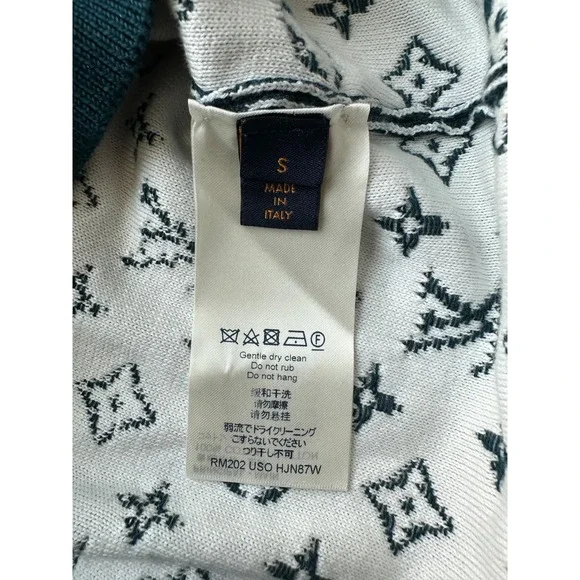 S
MADE
IN
ITALY
F
Gentle dry clean
Do not rub
Do not hang
缓和干洗
请勿摩擦
请勿悬挂
弱流でドライクリーニング
こすらないでください
つり干し不可
RM202 USO HJN87W